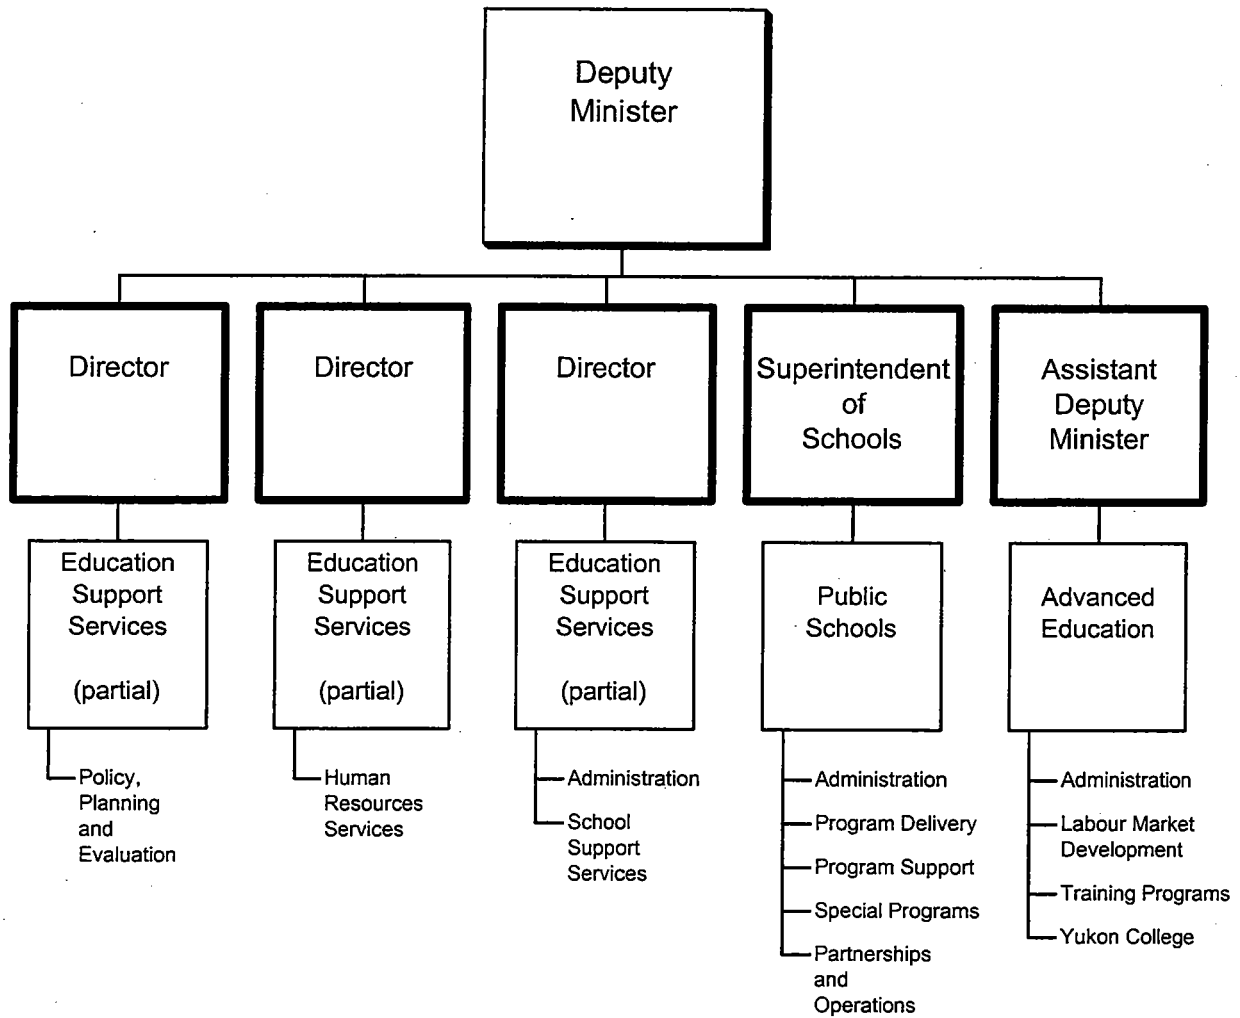 Deputy
Minister
Director
Director
Director
Superintendent
of
Schools
Assistant
Deputy
Minister
Education
Support
Services
(partial)
Education
Support
Services
(partial)
Education
Support
Services
(partial)
Public
Schools
Advanced
Education
Policy,
Planning
and
Evaluation
Human
Resources
Services
Administration
School
Support
Services
Administration
Program Delivery
Program Support
Special Programs
Partnerships
and
Operations
Administration
Labour Market
Development
Training Programs
Yukon College